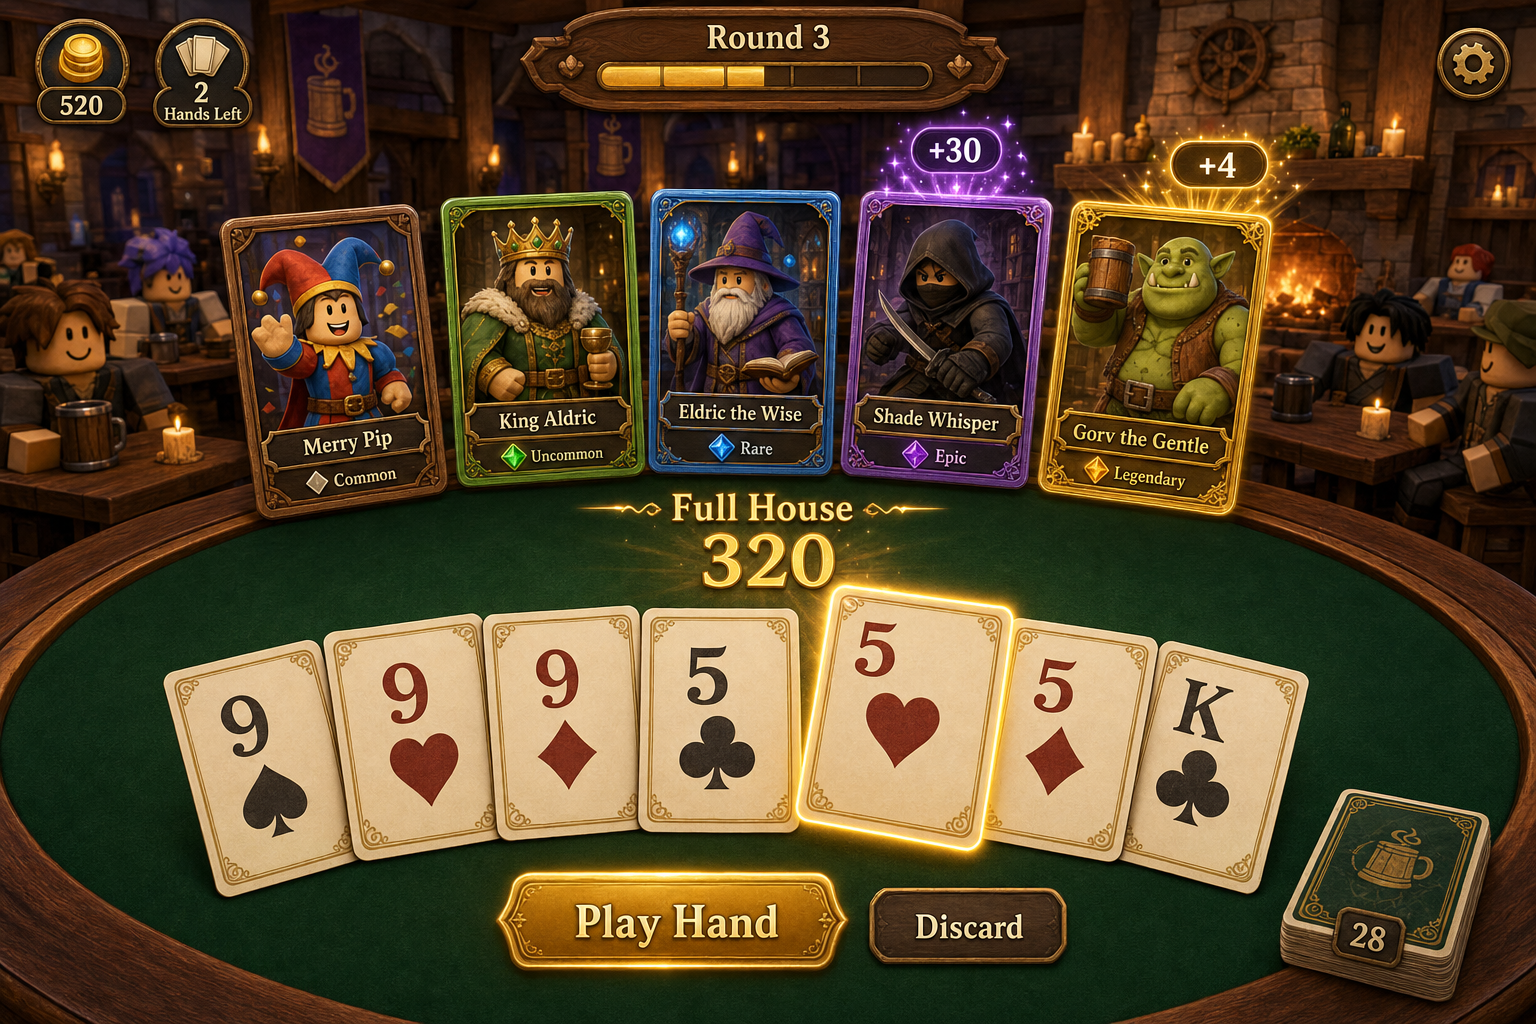 Round 3
520
2
Hands Left
+30
+4
Merry Pip
Common
King Aldric
Uncommon
Eldric the Wise
Rare
Shade Whisper
Epic
Gorv the Gentle
Legendary
Full House
320
9
9
9
5
5
5
K
Play Hand
Discard
28